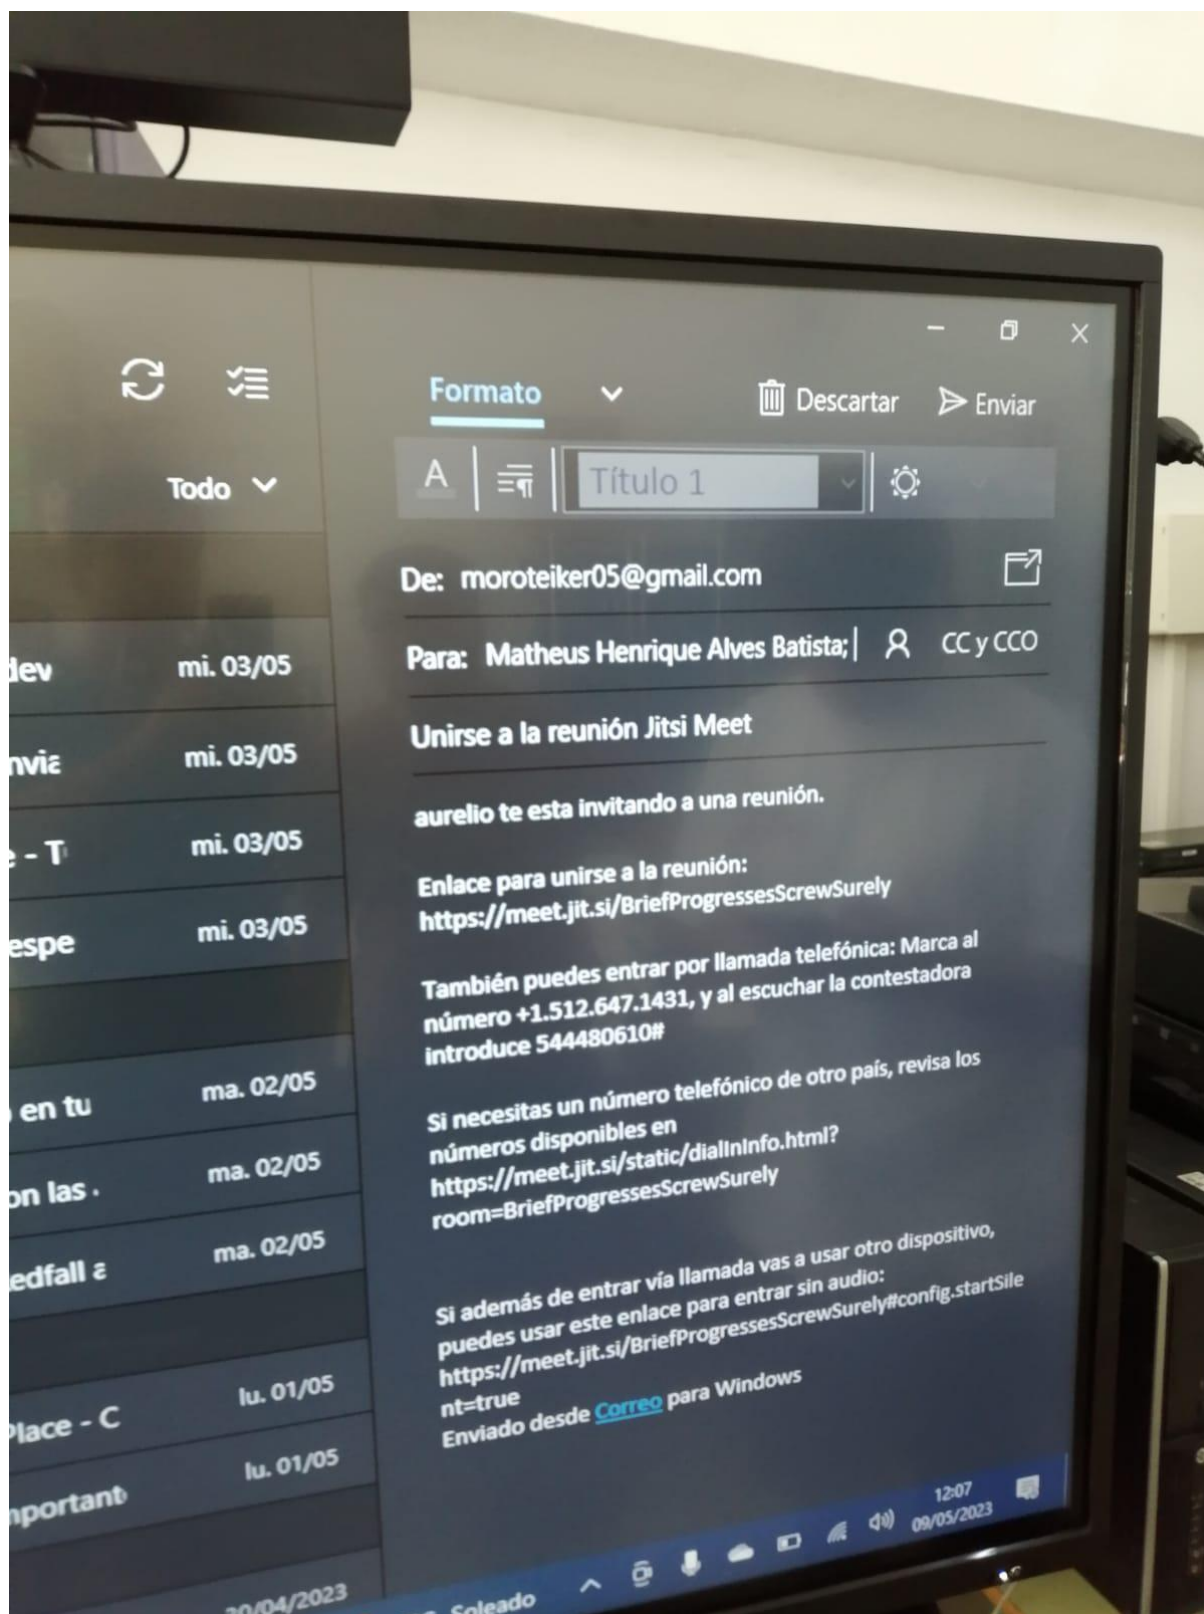 Formato
Descartar
Enviar
A
Título 1
Todo
De: moroteiker05@gmail.com
Para: Matheus Henrique Alves Batista;
CC y CCO
Unirse a la reunión Jitsi Meet
aurelio te esta invitando a una reunión.
Enlace para unirse a la reunión:
https://meet.jit.si/BriefProgressesScrewSurely
También puedes entrar por llamada telefónica: Marca al
número +1.512.647.1431, y al escuchar la contestadora
introduce 544480610#
Si necesitas un número telefónico de otro país, revisa los
números disponibles en
https://meet.jit.si/static/dialInInfo.html?
room=BriefProgressesScrewSurely
Si además de entrar vía llamada vas a usar otro dispositivo,
puedes usar este enlace para entrar sin audio:
https://meet.jit.si/BriefProgressesScrewSurely#config.startSile
nt=true
Enviado desde Correo para Windows
mi. 03/05
mi. 03/05
- T mi. 03/05
mi. 03/05
en tu ma. 02/05
las ma. 02/05
ma. 02/05
- C lu. 01/05
lu. 01/05
Soleado
12:07
09/05/2023